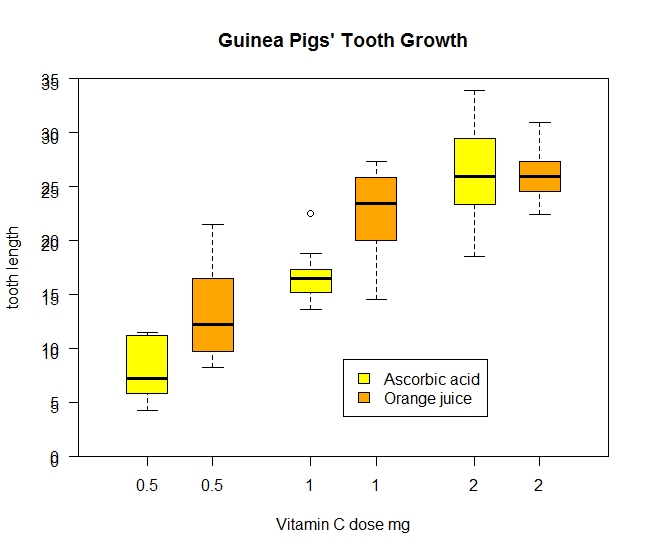 Guinea Pigs' Tooth Growth
35
30
25
20
15
10
5
0
tooth length
Ascorbic acid
Orange juice
0.5 0.5 1 1 2 2
Vitamin C dose mg